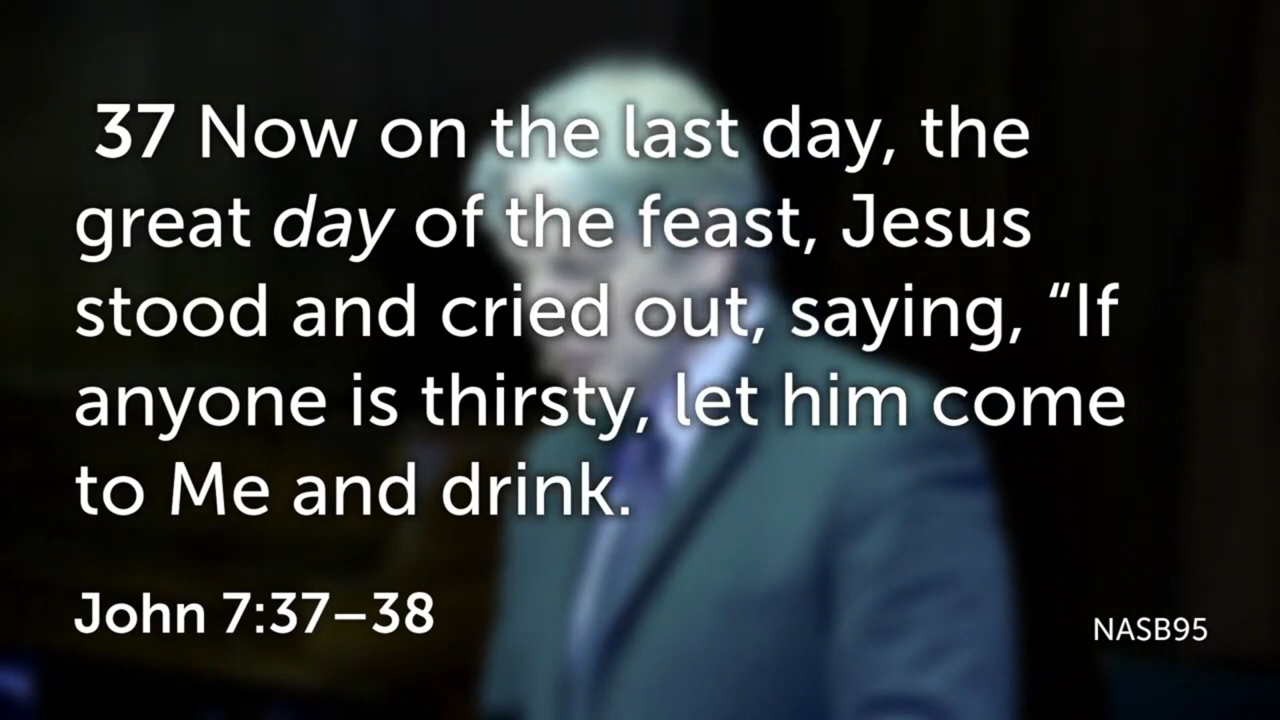 37 Now on the last day, the
great day of the feast, Jesus
stood and cried out, saying, “If
anyone is thirsty, let him come
to Me and drink.
John 7:37–38
NASB95